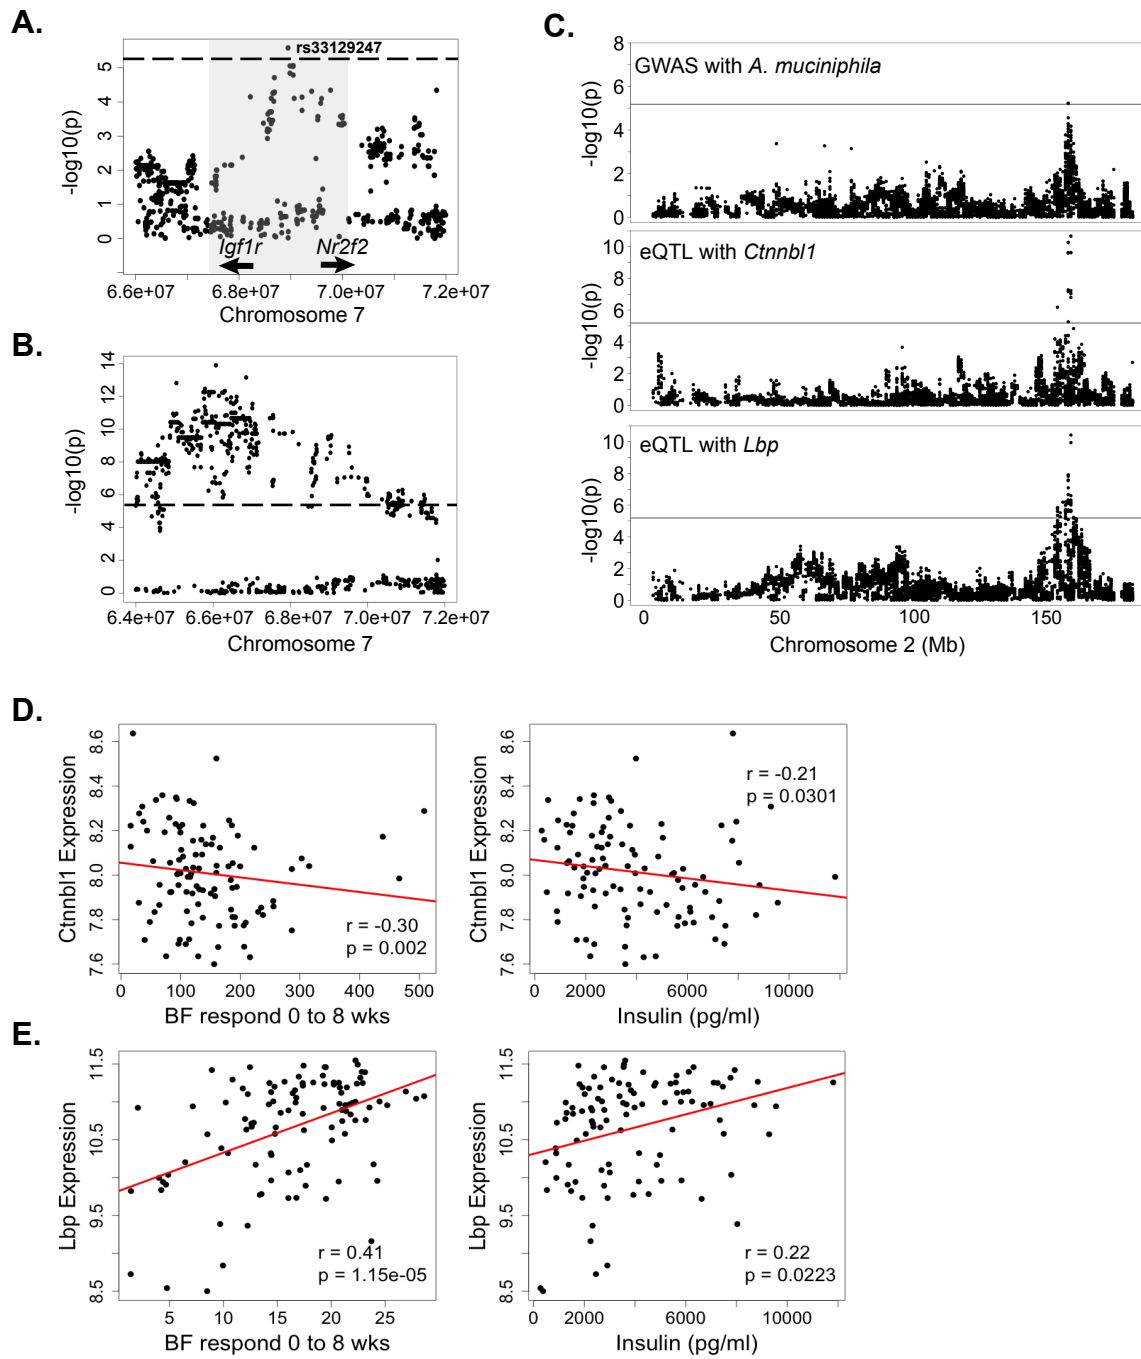 A.
rs33129247
-log10(p)
5
4
3
2
1
0
Igf1r
Nr2f2
6.6e+07
6.8e+07
7.0e+07
7.2e+07
Chromosome 7
B.
-log10(p)
14
12
10
8
6
4
2
0
6.4e+07
6.6e+07
6.8e+07
7.0e+07
7.2e+07
Chromosome 7
C.
GWAS with A. muciniphila
-log10(p)
8
6
4
2
0
eQTL with Ctnnbl1
-log10(p)
10
8
6
4
2
0
eQTL with Lbp
-log10(p)
10
8
6
4
2
0
0
50
100
150
Chromosome 2 (Mb)
D.
Ctnnbl1 Expression
8.6
8.4
8.2
8.0
7.8
7.6
r = -0.30
p = 0.002
0
100
200
300
400
500
BF respond 0 to 8 wks
Ctnnbl1 Expression
8.6
8.4
8.2
8.0
7.8
7.6
r = -0.21
p = 0.0301
0
2000
6000
10000
Insulin (pg/ml)
E.
Lbp Expression
11.5
10.5
9.5
8.5
r = 0.41
p = 1.15e-05
5
10
15
20
25
BF respond 0 to 8 wks
Lbp Expression
11.5
10.5
9.5
8.5
r = 0.22
p = 0.0223
0
2000
6000
10000
Insulin (pg/ml)